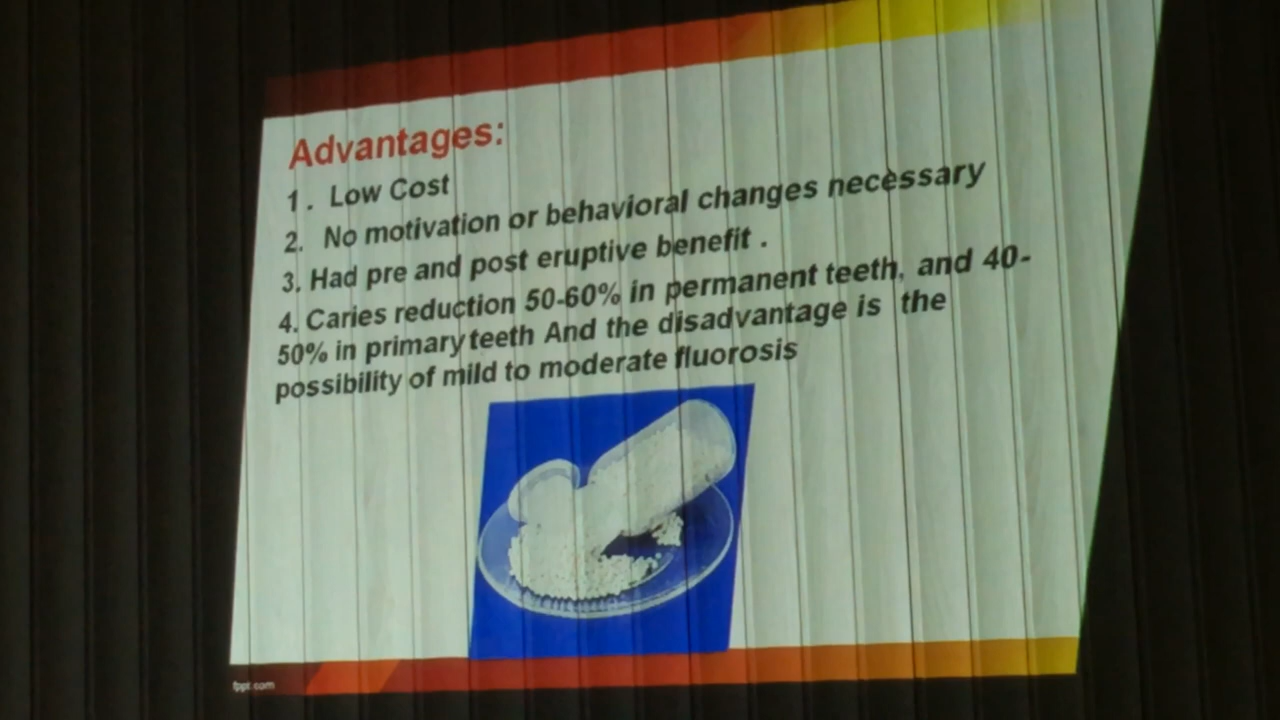 Advantages:
1. Low Cost
2. No motivation or behavioral changes necessary
3. Had pre and post eruptive benefit .
4. Caries reduction 50-60% in permanent teeth, and 40-
50% in primary teeth And the disadvantage is the
possibility of mild to moderate fluorosis
fppt.com